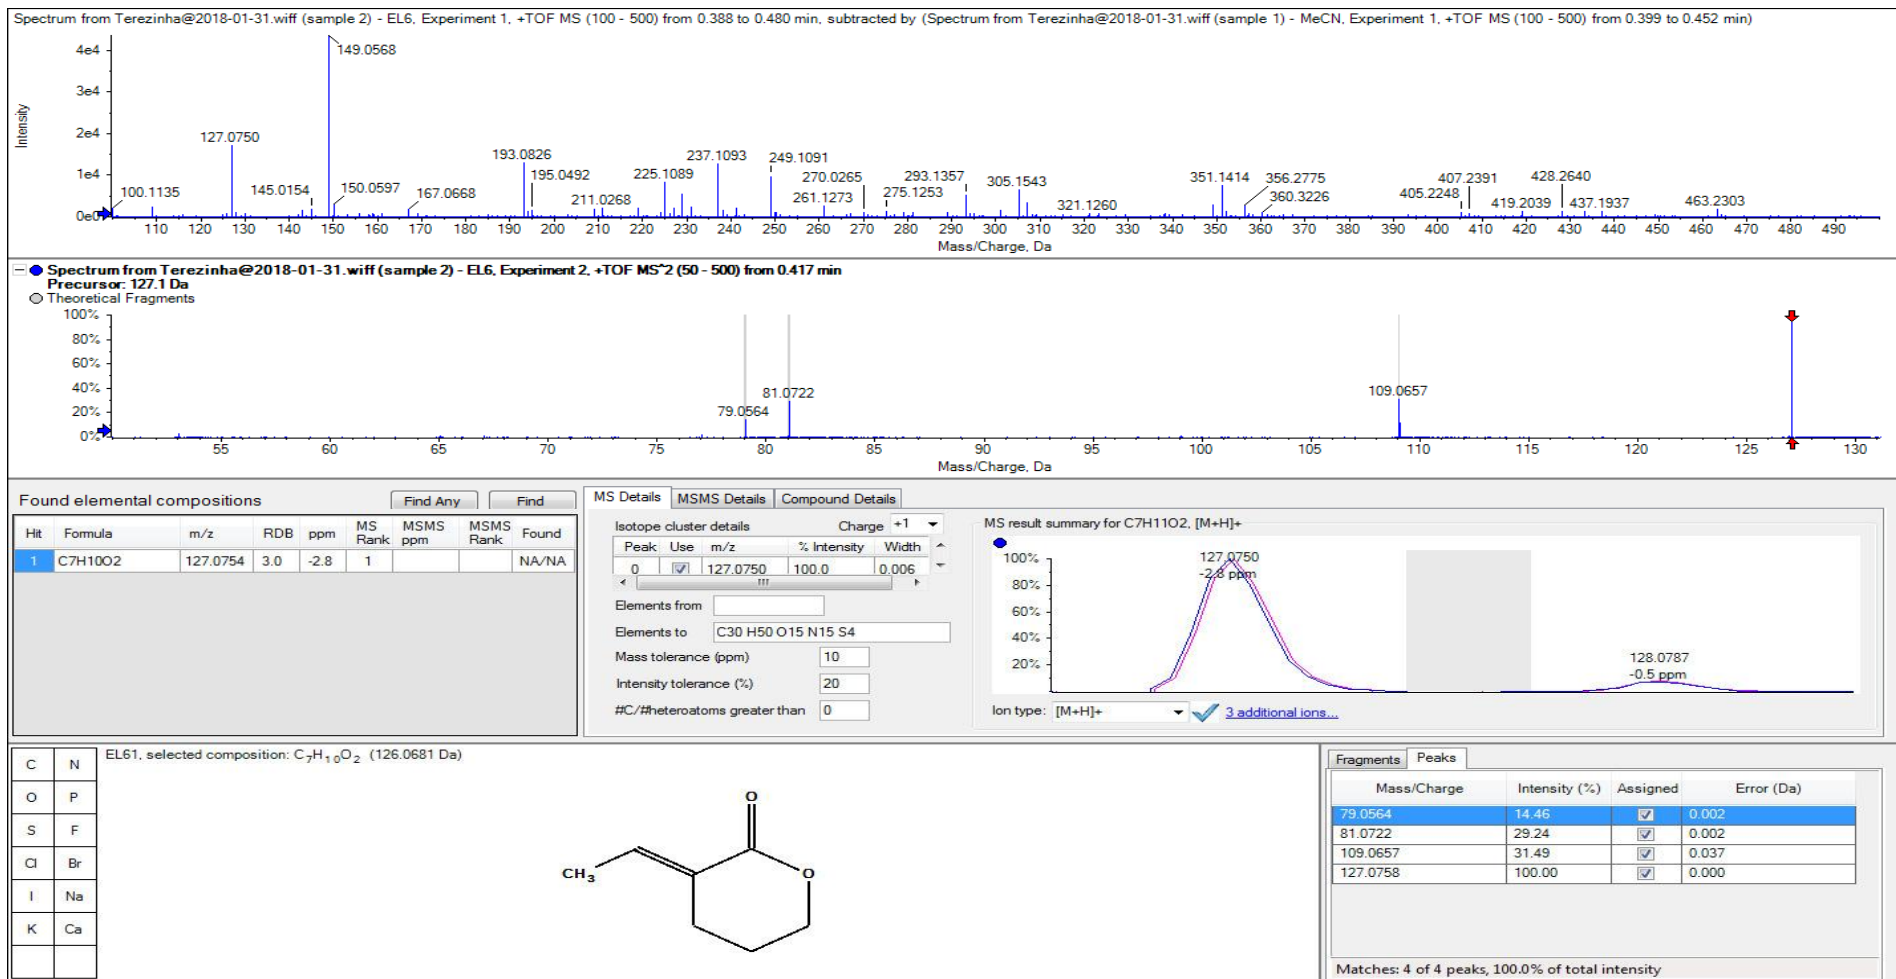 Spectrum from Terezinha@2018-01-31.wiff (sample 2) - EL6, Experiment 1, +TOF MS (100 - 500) from 0.388 to 0.480 min, subtracted by (Spectrum from Terezinha@2018-01-31.wiff (sample 1) - MeCN, Experiment 1, +TOF MS (100 - 500) from 0.399 to 0.452 min)
Intensity
4e4
3e4
2e4
1e4
0e0
149.0568
127.0750
193.0826
237.1093
249.1091
100.1135
145.0154
150.0597
167.0668
195.0492
211.0268
225.1089
261.1273
270.0265
275.1253
293.1357
305.1543
321.1260
351.1414
356.2775
360.3226
405.2248
407.2391
419.2039
428.2640
437.1937
463.2303
110 120 130 140 150 160 170 180 190 200 210 220 230 240 250 260 270 280 290 300 310 320 330 340 350 360 370 380 390 400 410 420 430 440 450 460 470 480 490
Mass/Charge, Da
Spectrum from Terezinha@2018-01-31.wiff (sample 2) - EL6, Experiment 2, +TOF MS^2 (50 - 500) from 0.417 min
Precursor: 127.1 Da
Theoretical Fragments
100%
80%
60%
40%
20%
0%
79.0564
81.0722
109.0657
55 60 65 70 75 80 85 90 95 100 105 110 115 120 125 130
Mass/Charge, Da
Found elemental compositions
Find Any
Find
Hit Formula m/z RDB ppm MS Rank MSMS ppm MSMS Rank Found
1 C7H10O2 127.0754 3.0 -2.8 1 NA/NA
MS Details
MSMS Details
Compound Details
Isotope cluster details
Charge +1
Peak Use m/z % Intensity Width
0 127.0750 100.0 0.006
Elements from
Elements to C30 H50 O15 N15 S4
Mass tolerance (ppm) 10
Intensity tolerance (%) 20
#C/#heteroatoms greater than 0
MS result summary for C7H11O2, [M+H]+
100%
80%
60%
40%
20%
127.0750
-2.8 ppm
128.0787
-0.5 ppm
Ion type: [M+H]+
3 additional ions...
C N
O P
S F
Cl Br
I Na
K Ca
EL61, selected composition: C7H10O2 (126.0681 Da)
O
O
CH3
Fragments
Peaks
Mass/Charge Intensity (%) Assigned Error (Da)
79.0564 14.46 0.002
81.0722 29.24 0.002
109.0657 31.49 0.037
127.0758 100.00 0.000
Matches: 4 of 4 peaks, 100.0% of total intensity